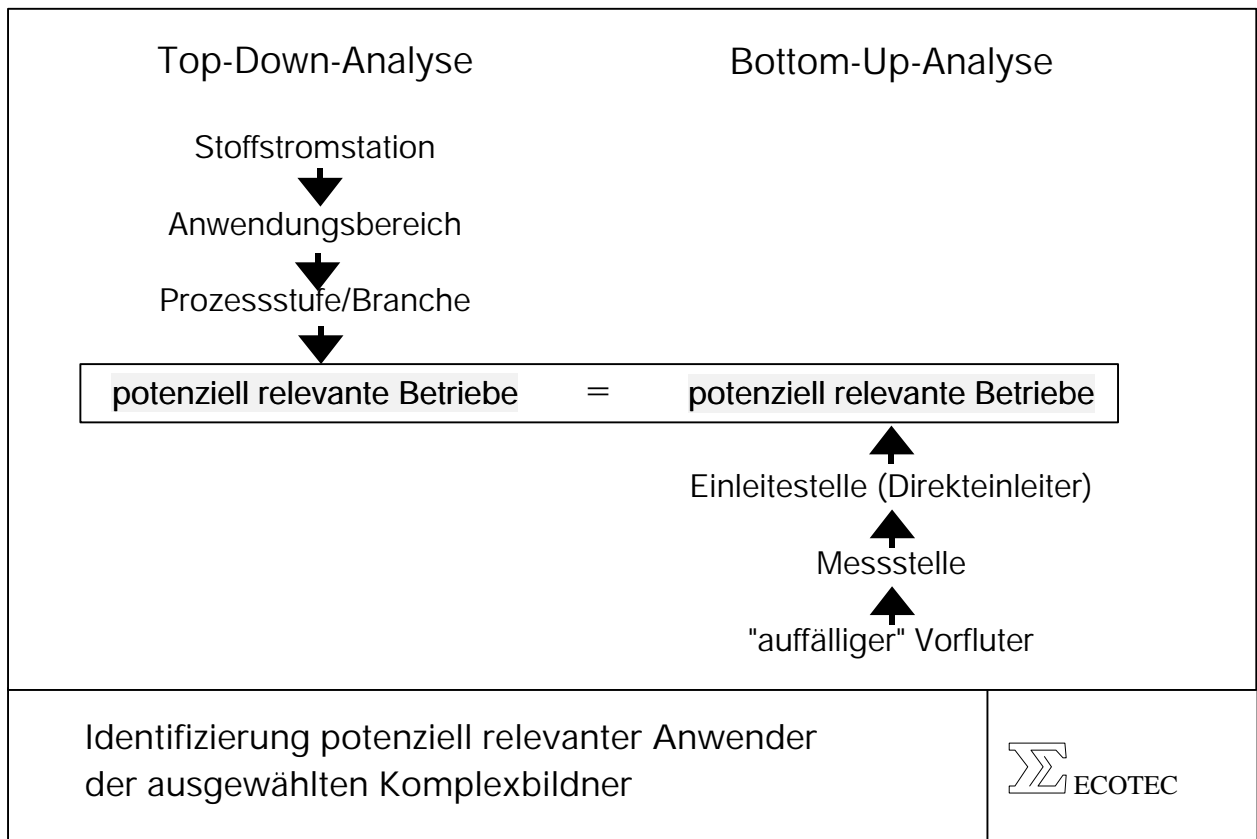 Top-Down-Analyse
Bottom-Up-Analyse
Stoffstromstation
Anwendungsbereich
Prozessstufe/Branche
potenziell relevante Betriebe = potenziell relevante Betriebe
Einleitestelle (Direkteinleiter)
Messstelle
"auffälliger" Vorfluter
Identifizierung potenziell relevanter Anwender
der ausgewählten Komplexbildner
ECOTEC